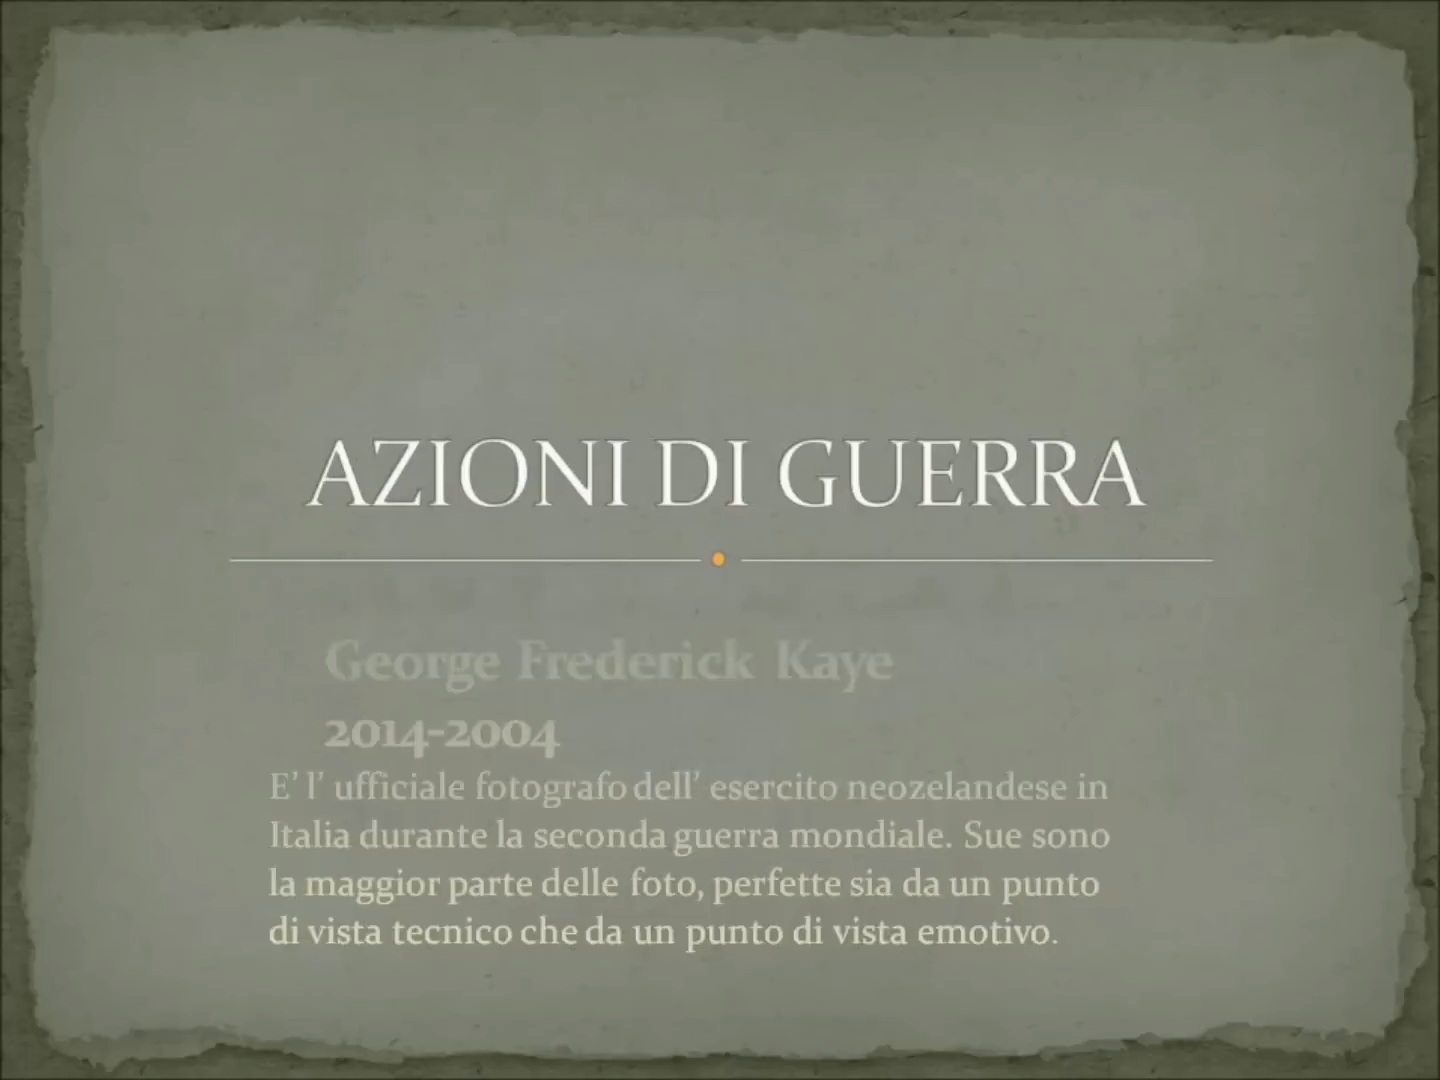 AZIONI DI GUERRA
George Frederick Kaye
2014-2004
E’ l’ ufficiale fotografo dell’ esercito neozelandese in
Italia durante la seconda guerra mondiale. Sue sono
la maggior parte delle foto, perfette sia da un punto
di vista tecnico che da un punto di vista emotivo.